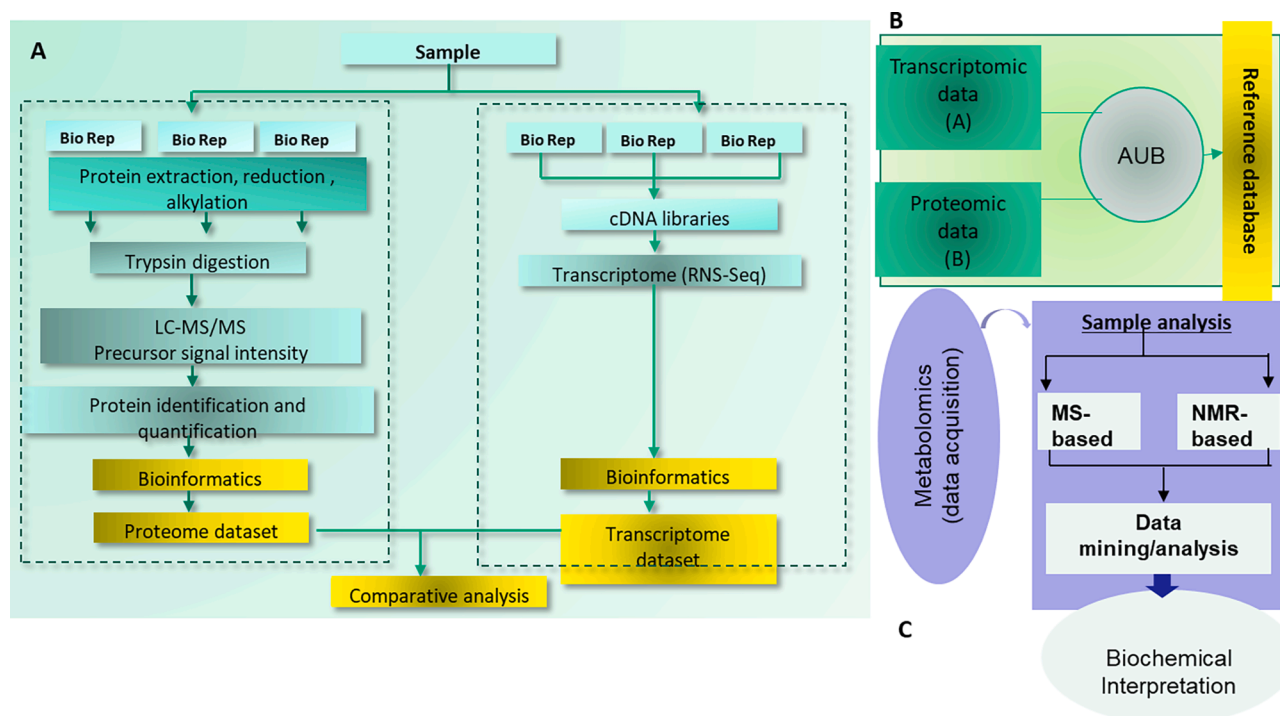 A
Sample
Bio Rep
Bio Rep
Bio Rep
Protein extraction, reduction ,
alkylation
Trypsin digestion
LC-MS/MS
Precursor signal intensity
Protein identification and
quantification
Bioinformatics
Proteome dataset
Bio Rep
Bio Rep
Bio Rep
cDNA libraries
Transcriptome (RNS-Seq)
Bioinformatics
Transcriptome
dataset
Comparative analysis
B
Transcriptomic
data
(A)
Proteomic
data
(B)
AUB
Reference database
Metabolomics
(data acquisition)
Sample analysis
MS-
based
NMR-
based
Data
mining/analysis
C
Biochemical
Interpretation